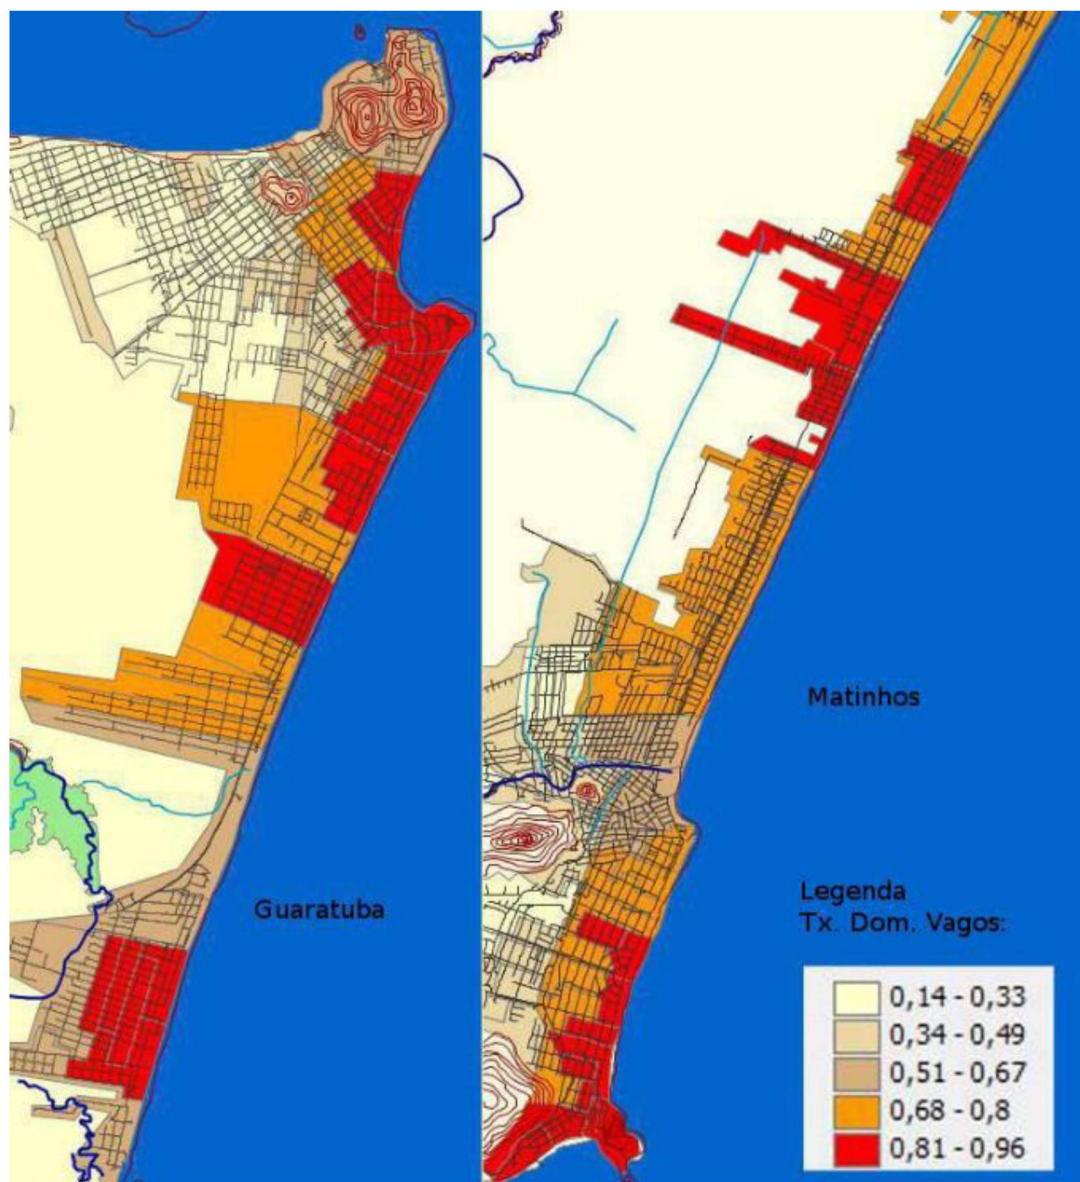 Matinhos
Guaratuba
Legenda
Tx. Dom. Vagos:
0,14 - 0,33
0,34 - 0,49
0,51 - 0,67
0,68 - 0,8
0,81 - 0,96